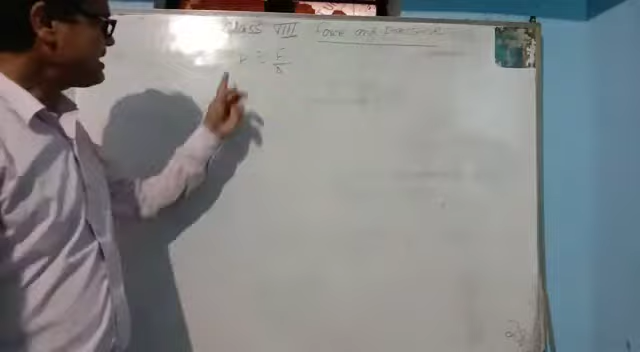 Class VIII Force and Pressure
P = F/A